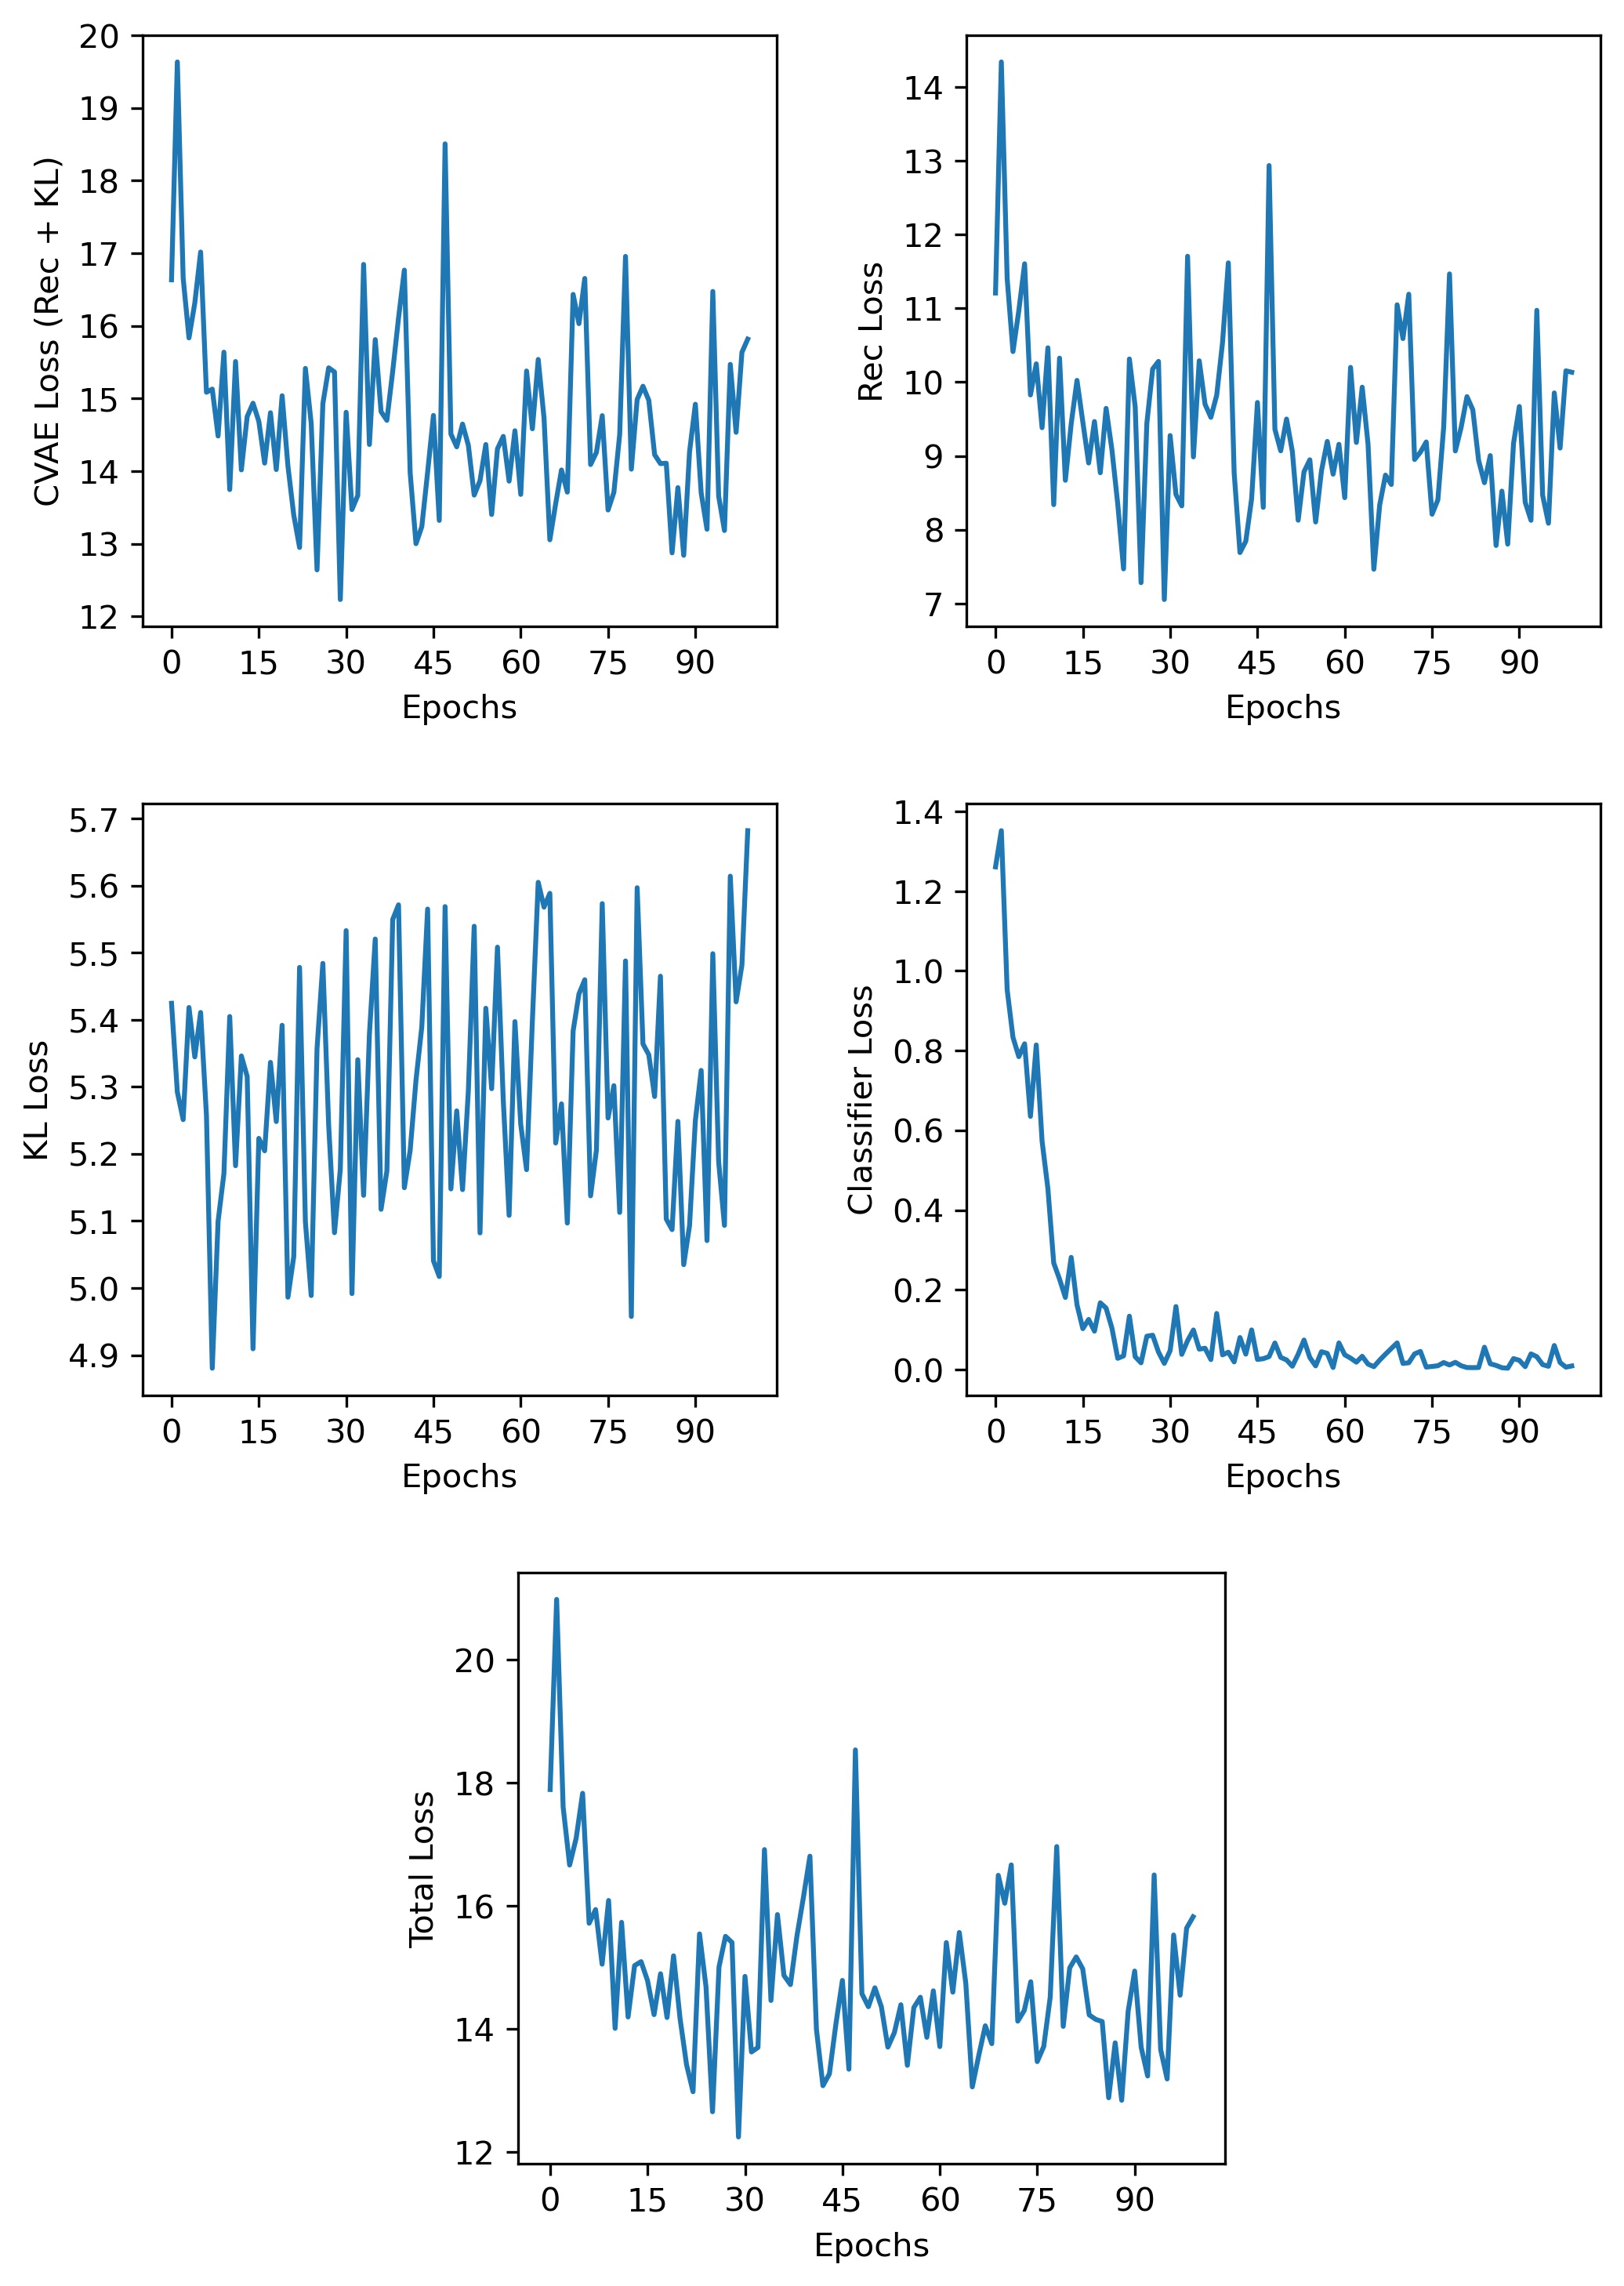 CVAE Loss (Rec + KL)
20
19
18
17
16
15
14
13
12
0 15 30 45 60 75 90
Epochs
Rec Loss
14
13
12
11
10
9
8
7
0 15 30 45 60 75 90
Epochs
KL Loss
5.7
5.6
5.5
5.4
5.3
5.2
5.1
5.0
4.9
0 15 30 45 60 75 90
Epochs
Classifier Loss
1.4
1.2
1.0
0.8
0.6
0.4
0.2
0.0
0 15 30 45 60 75 90
Epochs
Total Loss
20
18
16
14
12
0 15 30 45 60 75 90
Epochs